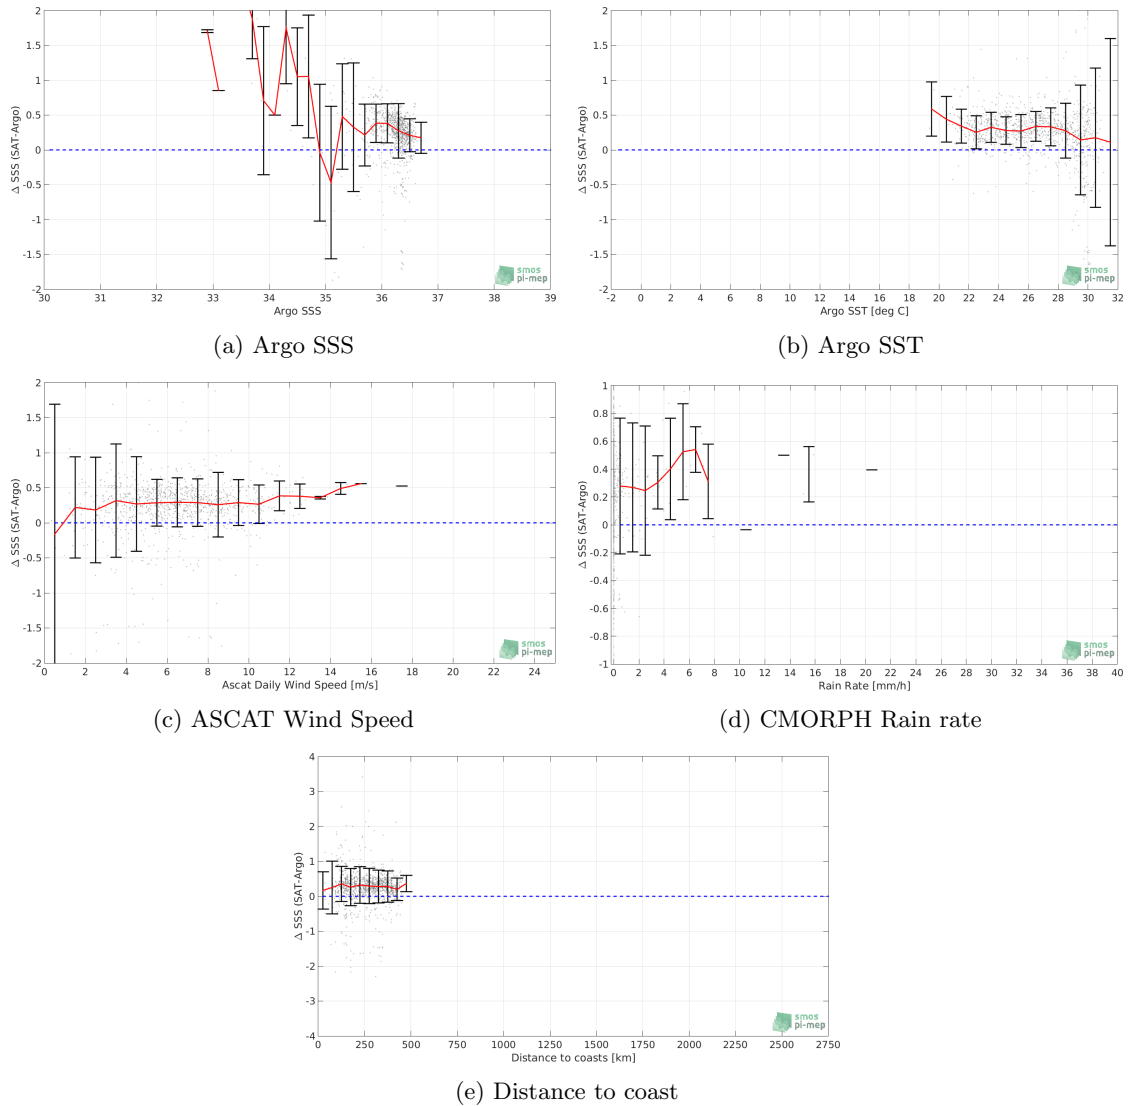 2
1.5
1
0.5
0
-0.5
-1
-1.5
-2
Δ SSS (SAT-Argo)
30 31 32 33 34 35 36 37 38 39
Argo SSS
smos
pi-mep
(a) Argo SSS
2
1.5
1
0.5
0
-0.5
-1
-1.5
-2
Δ SSS (SAT-Argo)
-2 0 2 4 6 8 10 12 14 16 18 20 22 24 26 28 30 32
Argo SST [deg C]
smos
pi-mep
(b) Argo SST
2
1.5
1
0.5
0
-0.5
-1
-1.5
-2
Δ SSS (SAT-Argo)
0 2 4 6 8 10 12 14 16 18 20 22 24
Ascat Daily Wind Speed [m/s]
smos
pi-mep
(c) ASCAT Wind Speed
1
0.8
0.6
0.4
0.2
0
-0.2
-0.4
-0.6
-0.8
-1
Δ SSS (SAT-Argo)
0 2 4 6 8 10 12 14 16 18 20 22 24 26 28 30 32 34 36 38 40
Rain Rate [mm/h]
smos
pi-mep
(d) CMORPH Rain rate
4
3
2
1
0
-1
-2
-3
-4
Δ SSS (SAT-Argo)
0 250 500 750 1000 1250 1500 1750 2000 2250 2500 2750
Distance to coasts [km]
smos
pi-mep
(e) Distance to coast